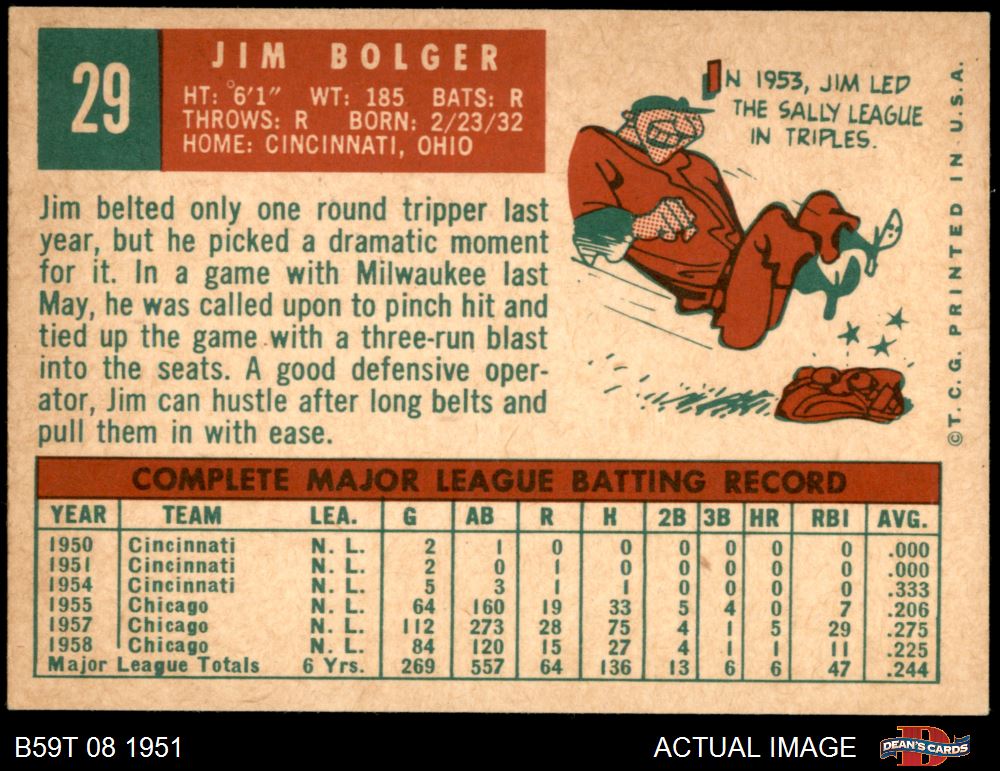 29
JIM BOLGER
HT: 6'1" WT: 185 BATS: R
THROWS: R BORN: 2/23/32
HOME: CINCINNATI, OHIO
IN 1953, JIM LED
THE SALLY LEAGUE
IN TRIPLES.
©T.C.G. PRINTED IN U.S.A.
Jim belted only one round tripper last
year, but he picked a dramatic moment
for it. In a game with Milwaukee last
May, he was called upon to pinch hit and
tied up the game with a three-run blast
into the seats. A good defensive oper-
ator, Jim can hustle after long belts and
pull them in with ease.
COMPLETE MAJOR LEAGUE BATTING RECORD
YEAR TEAM LEA. G AB R H 2B 3B HR RBI AVG.
1950 Cincinnati N. L. 2 1 0 0 0 0 0 0 .000
1951 Cincinnati N. L. 2 0 1 0 0 0 0 0 .000
1954 Cincinnati N. L. 5 3 1 1 0 0 0 0 .333
1955 Chicago N. L. 64 160 19 33 5 4 0 7 .206
1957 Chicago N. L. 112 273 28 75 4 1 5 29 .275
1958 Chicago N. L. 84 120 15 27 4 1 1 11 .225
Major League Totals 6 Yrs. 269 557 64 136 13 6 6 47 .244
B59T 08 1951
ACTUAL IMAGE
D
DEAN'S CARDS